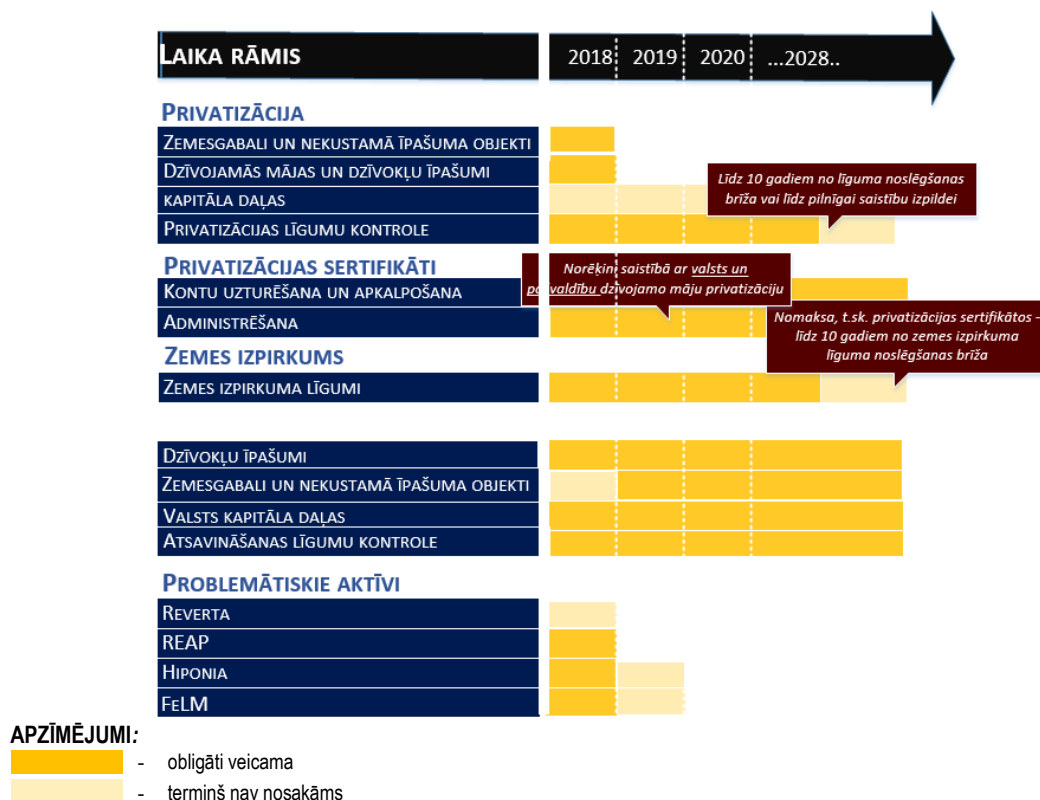 LAIKA RĀMIS 2018 2019 2020 ...2028..
PRIVATIZĀCIJA
ZEMESGABALI UN NEKUSTAMĀ ĪPAŠUMA OBJEKTI
DZĪVOJAMĀS MĀJAS UN DZĪVOKĻU ĪPAŠUMI
KAPITĀLA DAĻAS
Līdz 10 gadiem no līguma noslēgšanas
brīža vai līdz pilnīgai saistību izpildei
PRIVATIZĀCIJAS LĪGUMU KONTROLE
PRIVATIZĀCIJAS SERTIFIKĀTI
KONTU UZTURĒŠANA UN APKALPOŠANA
Norēķini saistībā ar valsts un
pašvaldību dzīvojamo māju privatizāciju
ADMINISTRĒŠANA
Nomaksa, t.sk. privatizācijas sertifikātos -
līdz 10 gadiem no zemes izpirkuma
līguma noslēgšanas brīža
ZEMES IZPIRKUMS
ZEMES IZPIRKUMA LĪGUMI
DZĪVOKĻU ĪPAŠUMI
ZEMESGABALI UN NEKUSTAMĀ ĪPAŠUMA OBJEKTI
VALSTS KAPITĀLA DAĻAS
ATSAVINĀŠANAS LĪGUMU KONTROLE
PROBLEMĀTISKIE AKTĪVI
REVERTA
REAP
HIPONIA
FELM
APZĪMĒJUMI:
- obligāti veicama
- termiņš nav nosakāms